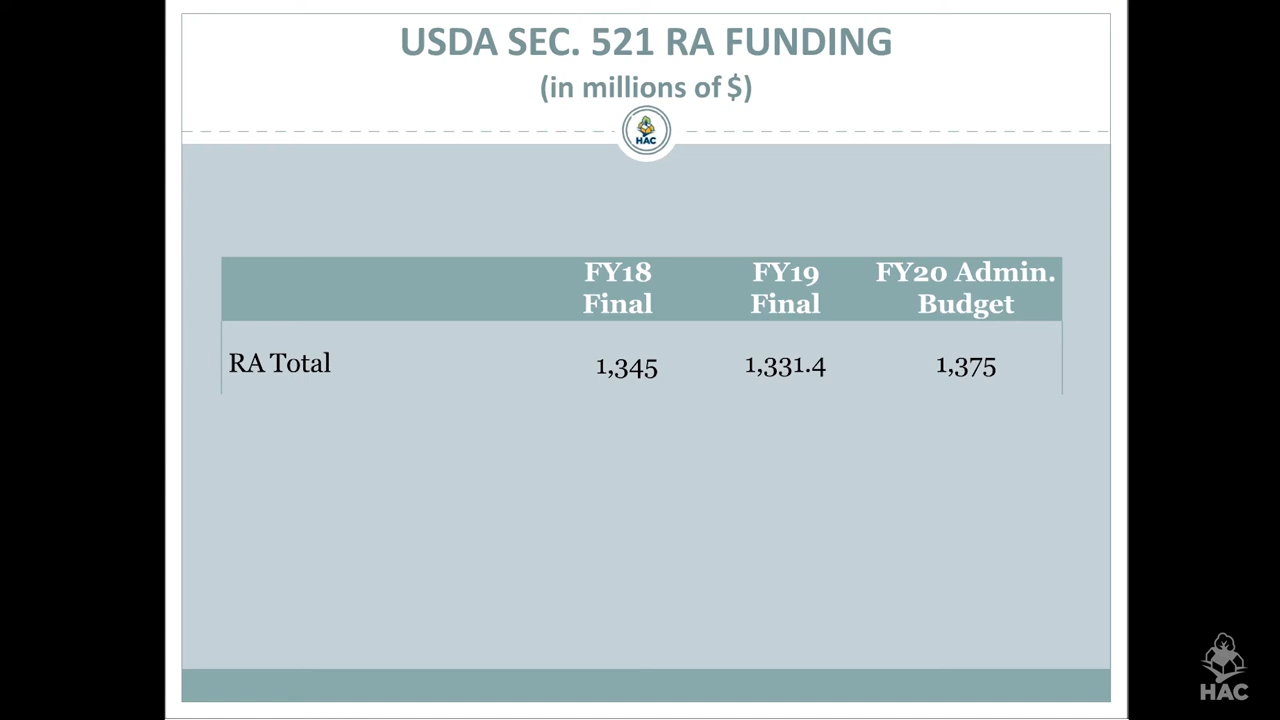 USDA SEC. 521 RA FUNDING
(in millions of $)
HAC
FY18 Final
FY19 Final
FY20 Admin. Budget
RA Total 1,345 1,331.4 1,375
HAC